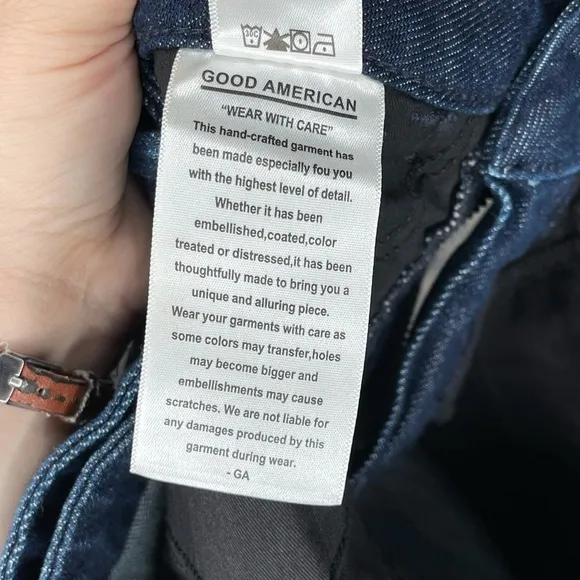 GOOD AMERICAN
"WEAR WITH CARE"
This hand-crafted garment has
been made especially fou you
with the highest level of detail.
Whether it has been
embellished,coated,color
treated or distressed,it has been
thoughtfully made to bring you a
unique and alluring piece.
Wear your garments with care as
some colors may transfer,holes
may become bigger and
embellishments may cause
scratches. We are not liable for
any damages produced by this
garment during wear.
- GA